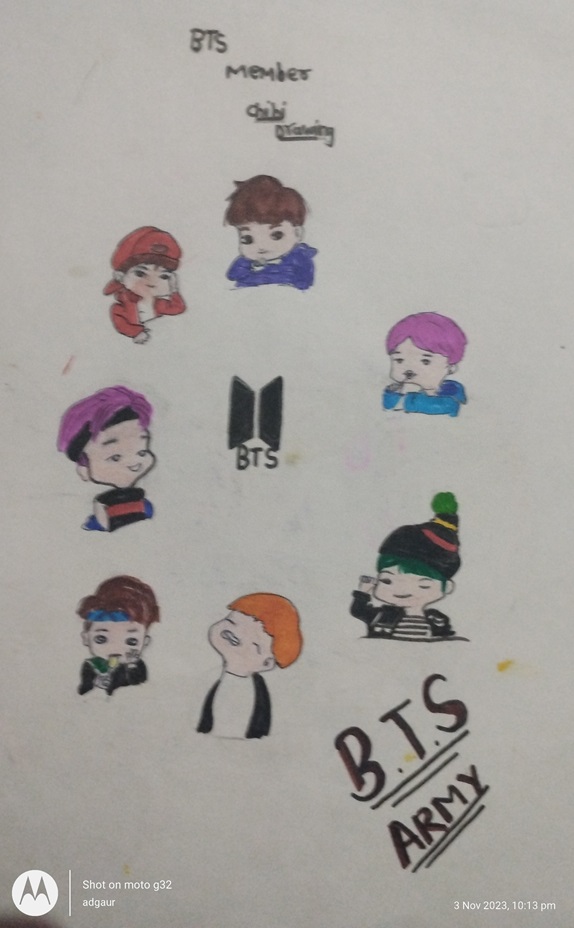 BTS
member
chibi
Drawing
BTS
B.T.S
ARMY
Shot on moto g32
adgaur
3 Nov 2023, 10:13 pm